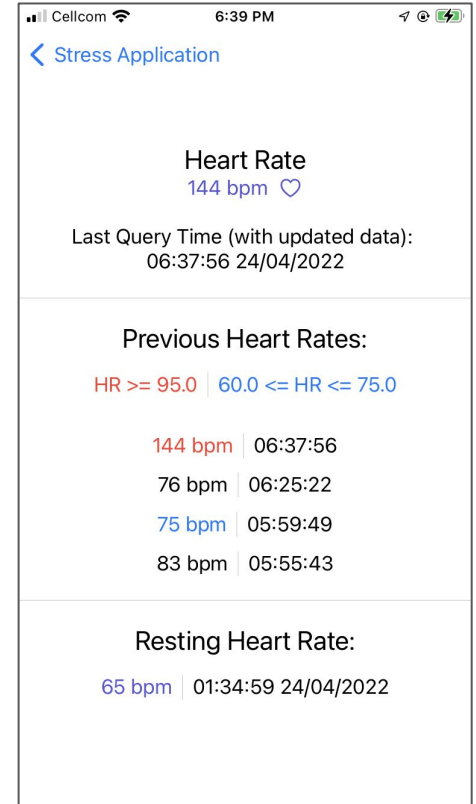 Cellcom 6:39 PM
Stress Application
Heart Rate
144 bpm
Last Query Time (with updated data):
06:37:56 24/04/2022
Previous Heart Rates:
HR >= 95.0 60.0 <= HR <= 75.0
144 bpm 06:37:56
76 bpm 06:25:22
75 bpm 05:59:49
83 bpm 05:55:43
Resting Heart Rate:
65 bpm 01:34:59 24/04/2022